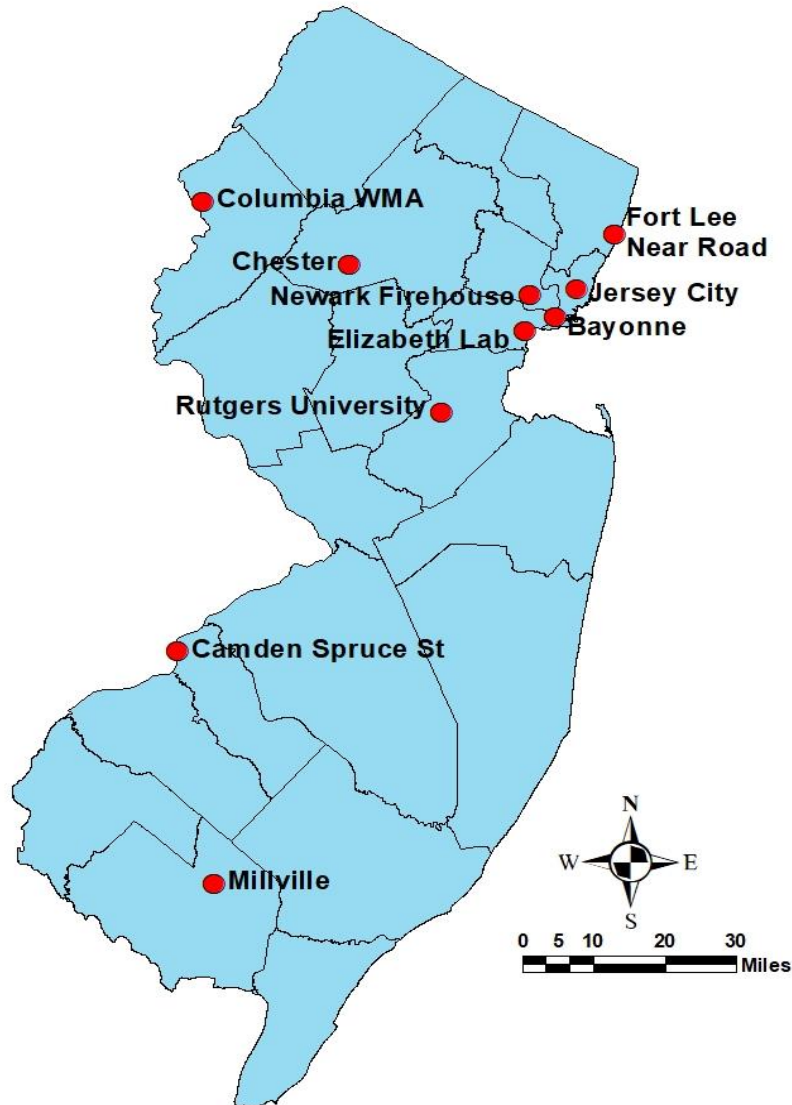 Columbia WMA
Fort Lee
Near Road
Chester
Newark Firehouse
Jersey City
Bayonne
Elizabeth Lab
Rutgers University
Camden Spruce St
Millville
N
W E
S
0 5 10 20 30
Miles